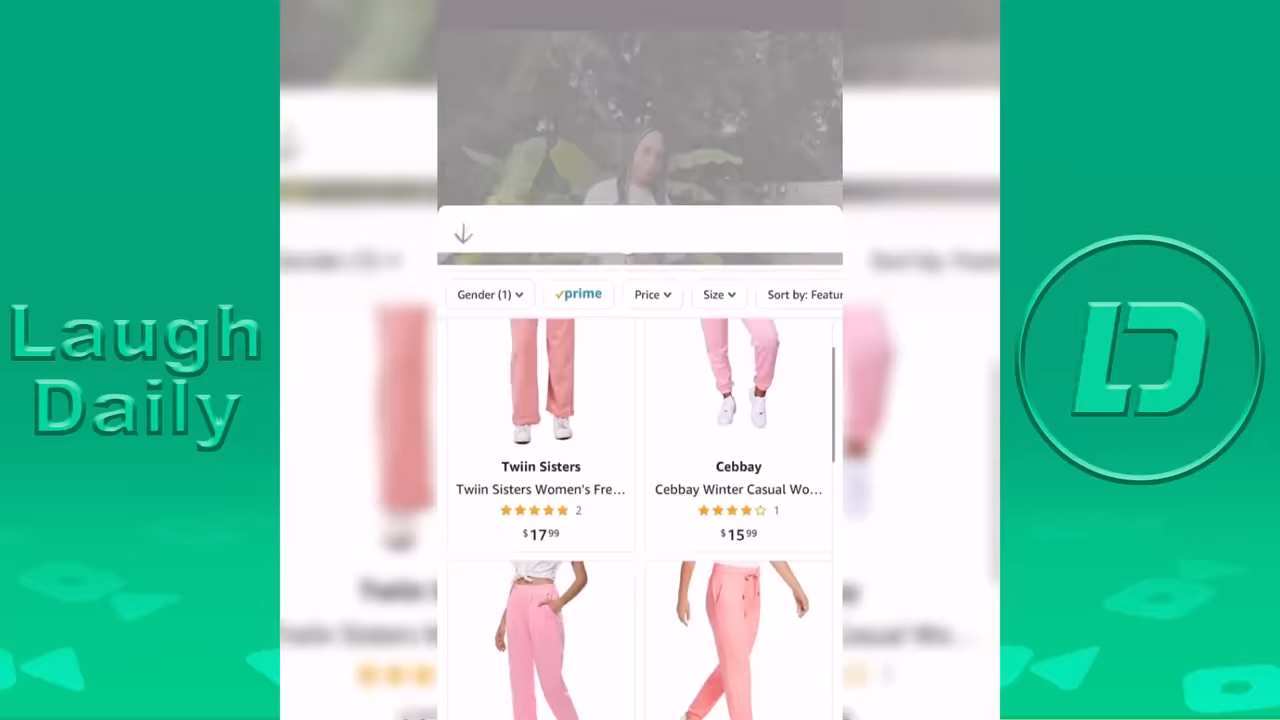 Laugh
Daily
Gender (1)
prime
Price
Size
Sort by: Featur
Twiin Sisters
Twiin Sisters Women's Fre...
2
$17 99
Cebbay
Cebbay Winter Casual Wo...
1
$15 99
LD